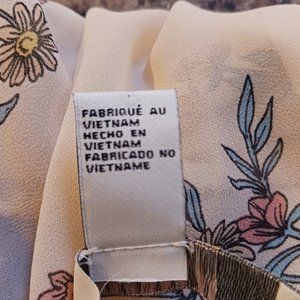 FABRIQUÉ AU
VIETNAM
HECHO EN
VIETNAM
FABRICADO NO
VIETNAME